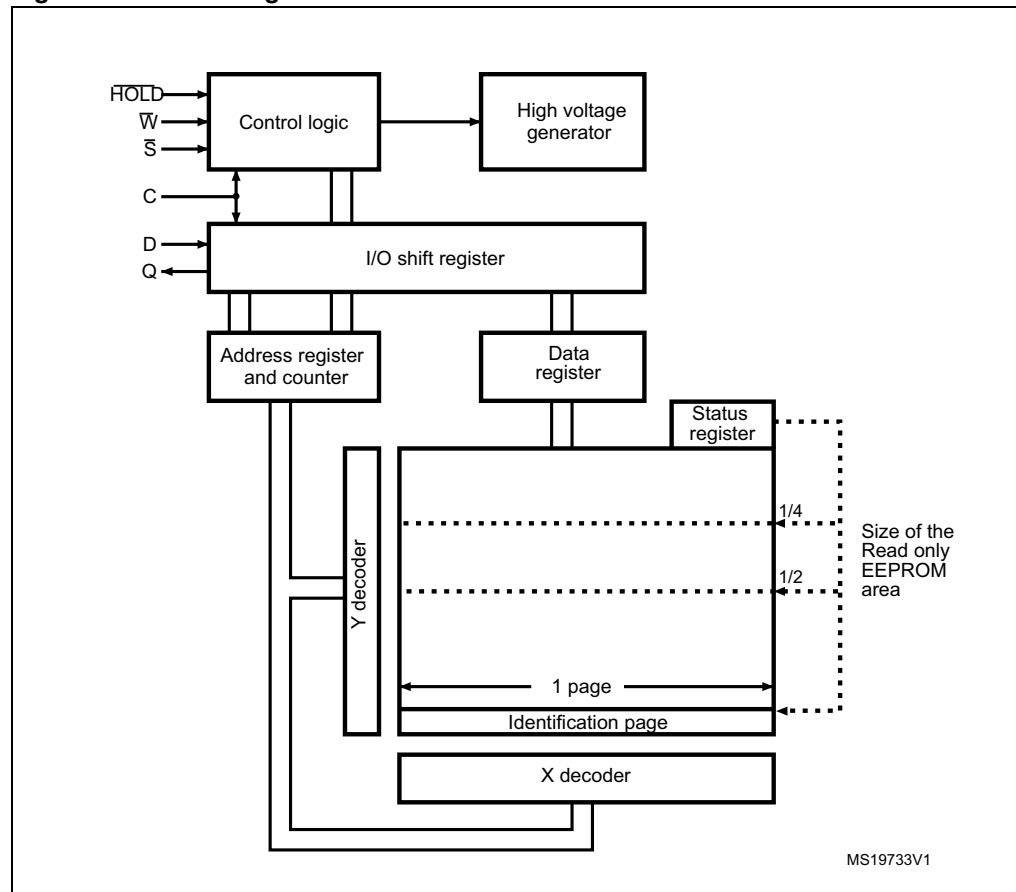 HOLD
W
S
C
D
Q
Control logic
High voltage
generator
I/O shift register
Address register
and counter
Data
register
Status
register
1/4
1/2
Size of the
Read only
EEPROM
area
Y decoder
1 page
Identification page
X decoder
MS19733V1